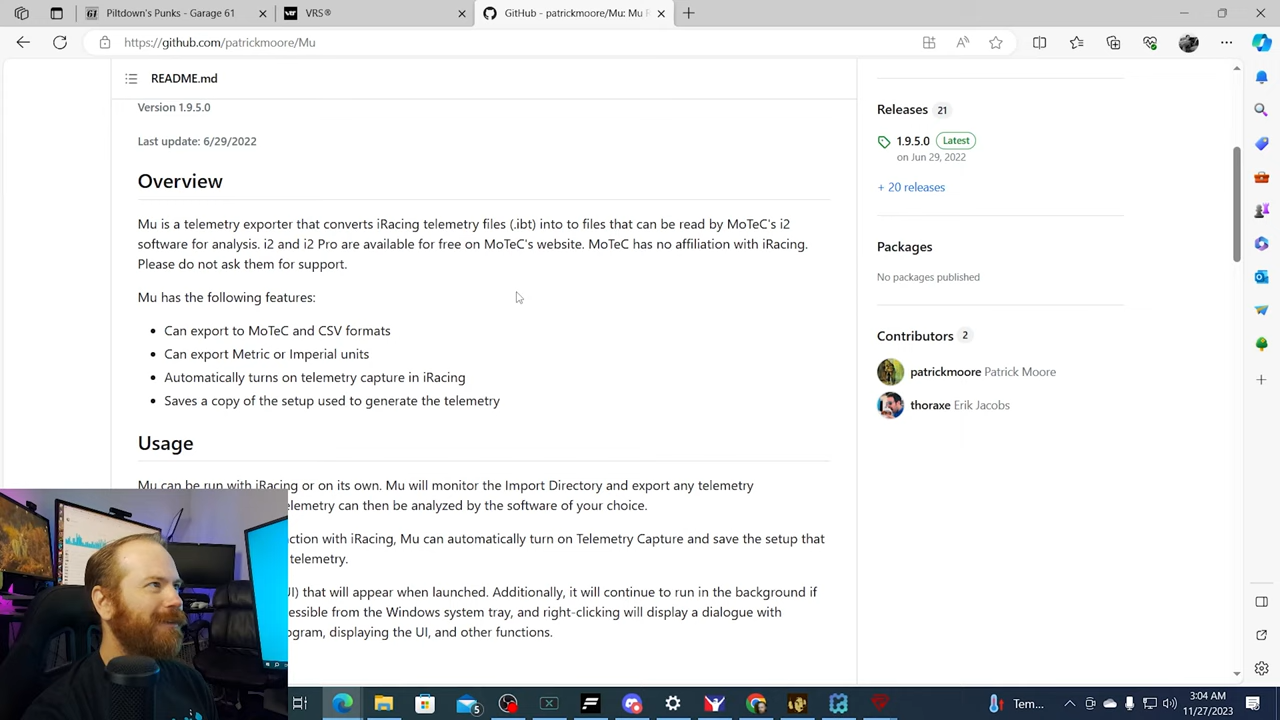 Piltdown's Punks - Garage 61
VRS®
GitHub - patrickmoore/Mu: Mu
https://github.com/patrickmoore/Mu
README.md
Version 1.9.5.0
Last update: 6/29/2022
Overview
Mu is a telemetry exporter that converts iRacing telemetry files (.ibt) into to files that can be read by MoTeC's i2
software for analysis. i2 and i2 Pro are available for free on MoTeC's website. MoTeC has no affiliation with iRacing.
Please do not ask them for support.
Mu has the following features:
Can export to MoTeC and CSV formats
Can export Metric or Imperial units
Automatically turns on telemetry capture in iRacing
Saves a copy of the setup used to generate the telemetry
Usage
Mu can be run with iRacing or on its own. Mu will monitor the Import Directory and export any telemetry
elemetry can then be analyzed by the software of your choice.
ction with iRacing, Mu can automatically turn on Telemetry Capture and save the setup that
telemetry.
UI) that will appear when launched. Additionally, it will continue to run in the background if
essible from the Windows system tray, and right-clicking will display a dialogue with
ogram, displaying the UI, and other functions.
Releases 21
1.9.5.0 Latest
on Jun 29, 2022
+ 20 releases
Packages
No packages published
Contributors 2
patrickmoore Patrick Moore
thoraxe Erik Jacobs
5
Tem...
3:04 AM
11/27/2023